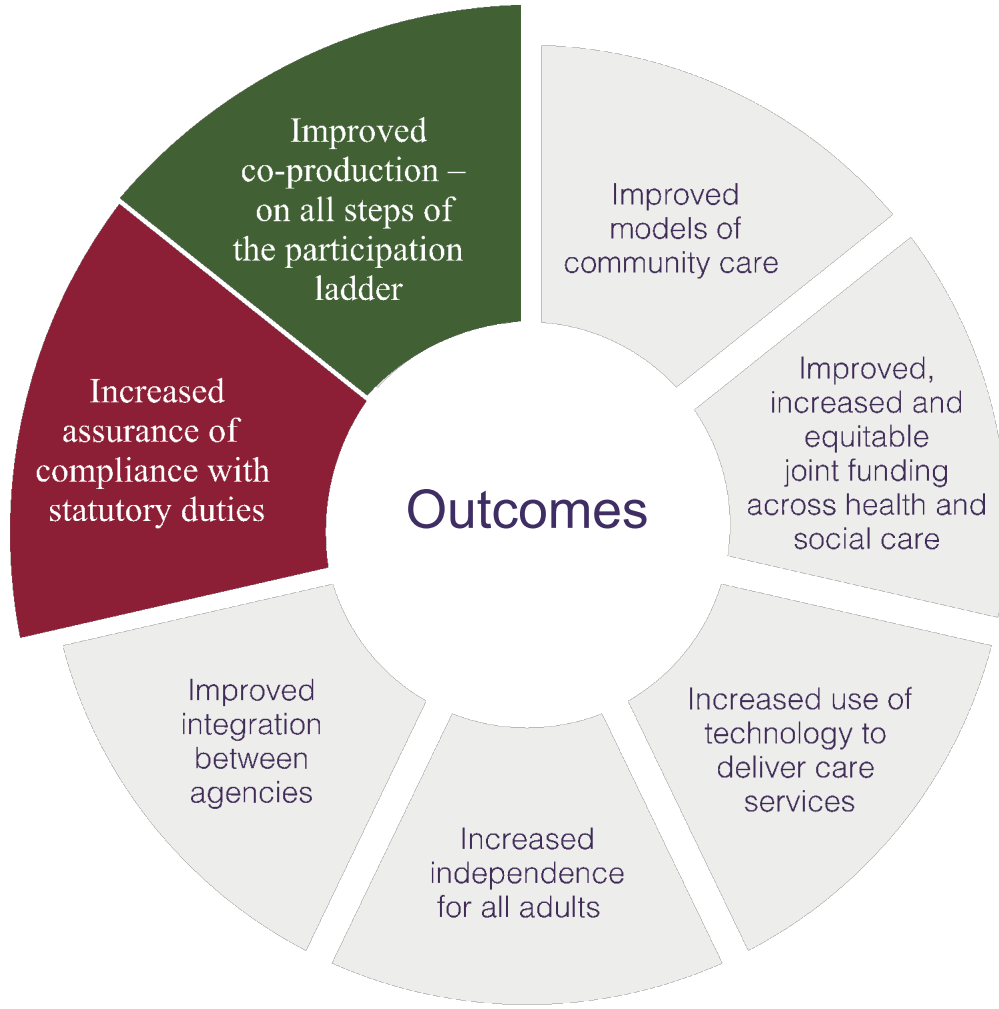 Improved
co-production –
on all steps of
the participation
ladder
Improved
models of
community care
Improved,
increased and
equitable
joint funding
across health and
social care
Increased use of
technology to
deliver care
services
Increased
independence
for all adults
Improved
integration
between
agencies
Increased
assurance of
compliance with
statutory duties
Outcomes